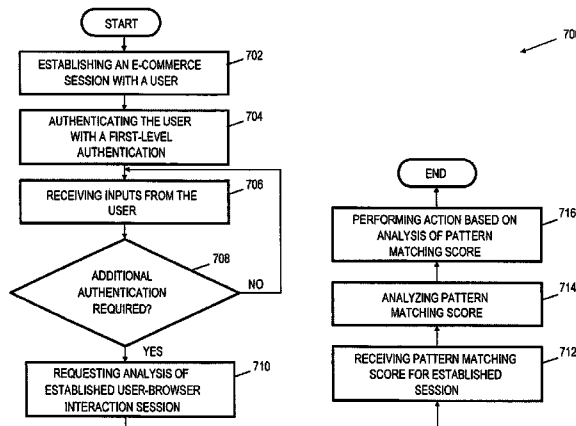 START
ESTABLISHING AN E-COMMERCE
SESSION WITH A USER
702
AUTHENTICATING THE USER
WITH A FIRST-LEVEL
AUTHENTICATION
704
RECEIVING INPUTS FROM THE
USER
706
ADDITIONAL
AUTHENTICATION
REQUIRED?
708
NO
YES
REQUESTING ANALYSIS OF
ESTABLISHED USER-BROWSER
INTERACTION SESSION
710
END
PERFORMING ACTION BASED ON
ANALYSIS OF PATTERN
MATCHING SCORE
716
ANALYZING PATTERN
MATCHING SCORE
714
RECEIVING PATTERN MATCHING
SCORE FOR ESTABLISHED
SESSION
712